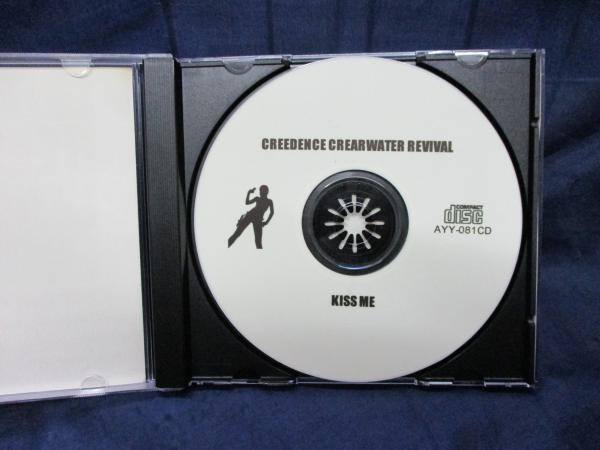 CREEDENCE CREARWATER REVIVAL
COMPACT
disc
AYY-081CD
KISS ME